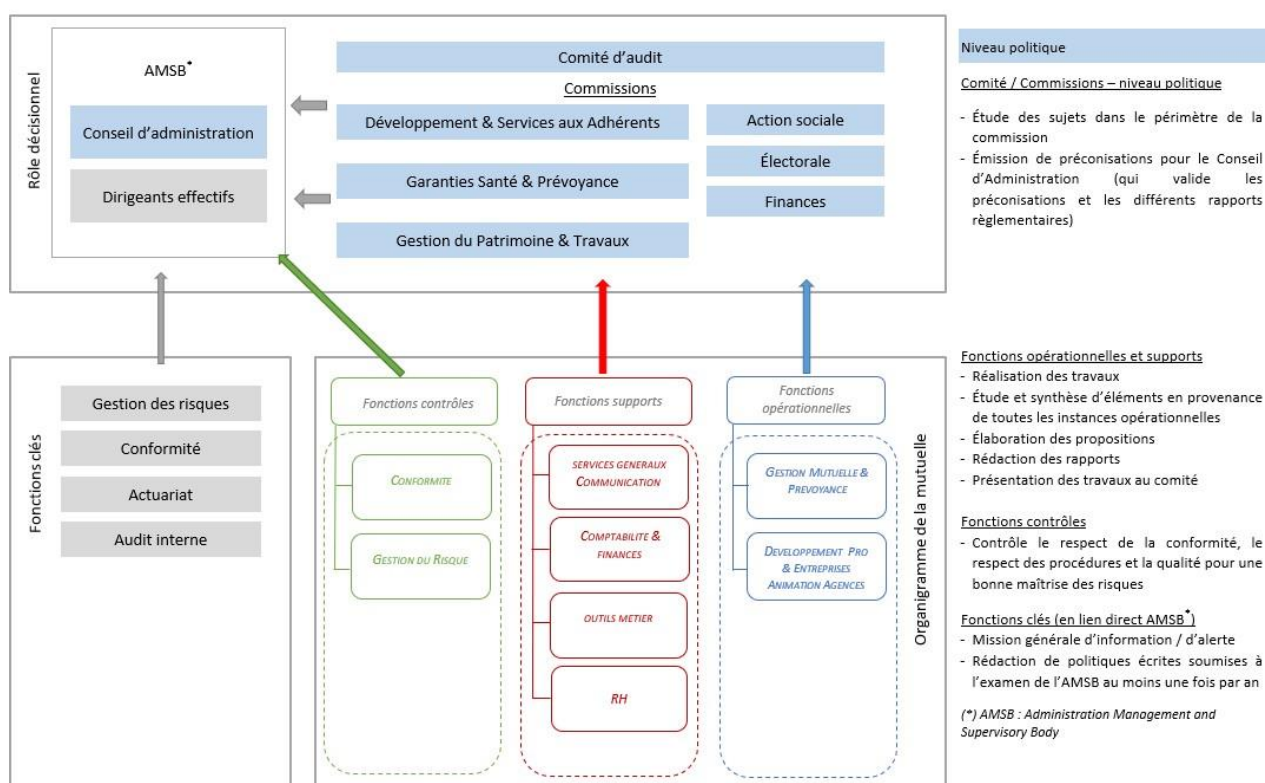 Rôle décisionnel
AMSB*
Conseil d'administration
Dirigeants effectifs
Comité d'audit
Commissions
Développement & Services aux Adhérents
Garanties Santé & Prévoyance
Gestion du Patrimoine & Travaux
Action sociale
Électorale
Finances
Niveau politique
Comité / Commissions – niveau politique
- Étude des sujets dans le périmètre de la
commission
- Émission de préconisations pour le Conseil
d'Administration (qui valide les
préconisations et les différents rapports
règlementaires)
Fonctions clés
Gestion des risques
Conformité
Actuariat
Audit interne
Fonctions contrôles
CONFORMITE
GESTION DU RISQUE
Fonctions supports
SERVICES GENERAUX
COMMUNICATION
COMPTABILITE &
FINANCES
OUTILS METIER
RH
Fonctions
opérationnelles
GESTION MUTUELLE &
PREVOYANCE
DEVELOPPEMENT PRO
& ENTREPRISES
ANIMATION AGENCES
Organigramme de la mutuelle
Fonctions opérationnelles et supports
- Réalisation des travaux
- Étude et synthèse d'éléments en provenance
de toutes les instances opérationnelles
- Élaboration des propositions
- Rédaction des rapports
- Présentation des travaux au comité
Fonctions contrôles
- Contrôle le respect de la conformité, le
respect des procédures et la qualité pour une
bonne maîtrise des risques
Fonctions clés (en lien direct AMSB*)
- Mission générale d'information / d'alerte
- Rédaction de politiques écrites soumises à
l'examen de l'AMSB au moins une fois par an
(*) AMSB : Administration Management and
Supervisory Body